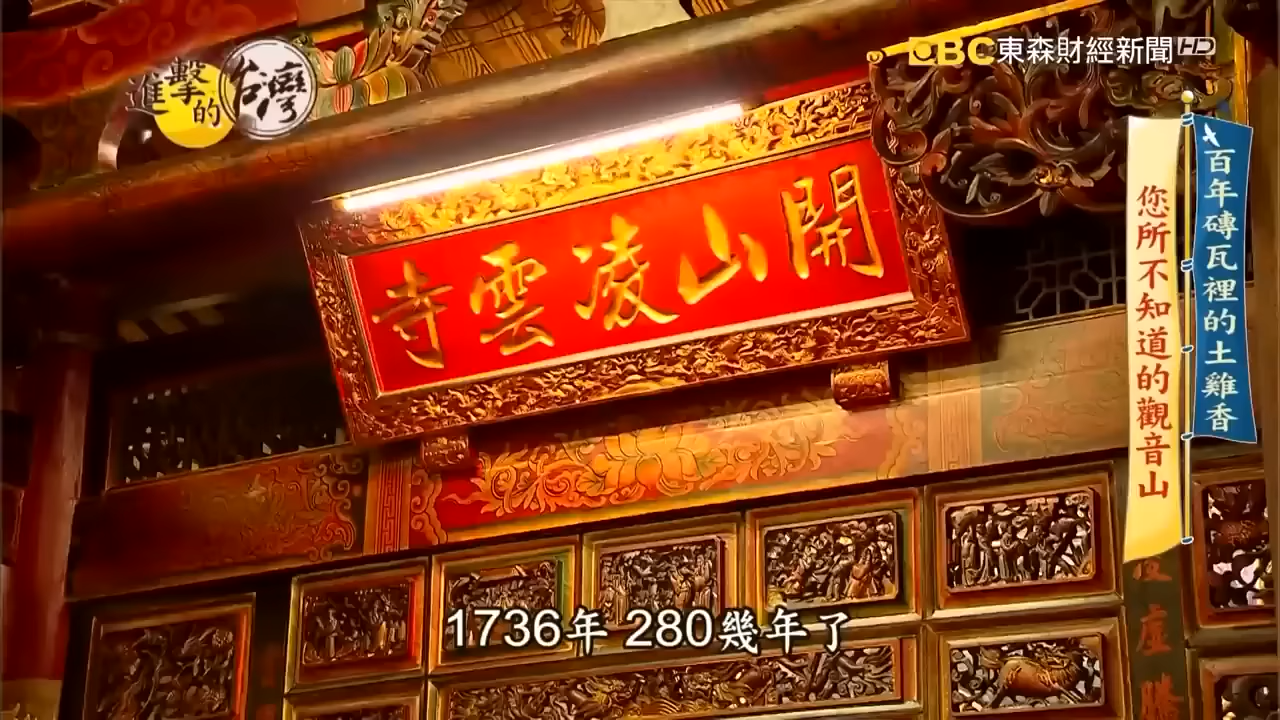 進擊的台灣
EBC東森財經新聞HD
開山凌雲寺
百年磚瓦裡的土雞香
您所不知道的觀音山
虛
1736年 280幾年了